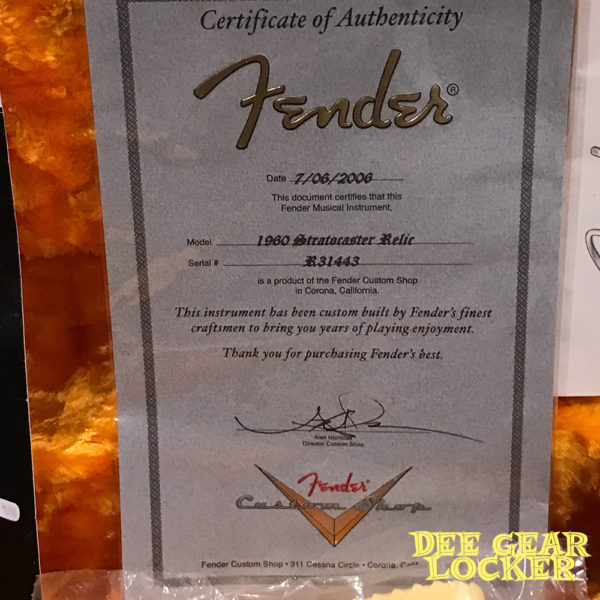 Certificate of Authenticity
Fender®
Date 7/06/2006
This document certifies that this
Fender Musical Instrument,
Model 1960 Stratocaster Relic
Serial # R31443
is a product of the Fender Custom Shop
in Corona, California.
This instrument has been custom built by Fender's finest
craftsmen to bring you years of playing enjoyment.
Thank you for purchasing Fender's best.
Alex Nicholas
Director Custom Shop
Fender®
Custom Shop
Fender Custom Shop • 311 Cessna Circle • Corona, Calif.
DEE GEAR
LOCKER